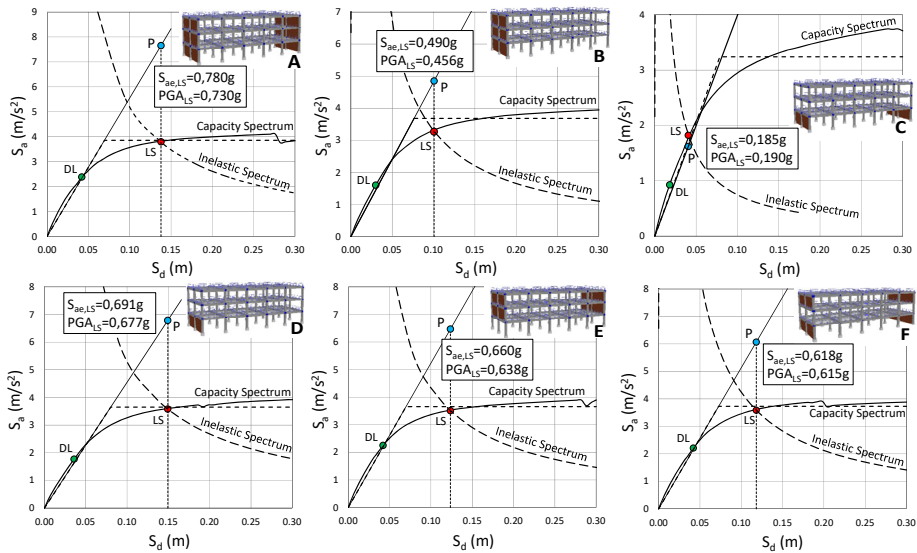 9
8
7
6
5
4
3
2
1
0
S_a (m/s²)
P
A
S_ae,LS=0,780g
PGA_LS=0,730g
Capacity Spectrum
DL
LS
Inelastic Spectrum
0.00 0.05 0.10 0.15 0.20 0.25 0.30
S_d (m)
7
6
5
4
3
2
1
0
S_a (m/s²)
S_ae,LS=0,490g
PGA_LS=0,456g
B
P
Capacity Spectrum
LS
DL
Inelastic Spectrum
0.00 0.05 0.10 0.15 0.20 0.25 0.30
S_d (m)
4
3
2
1
0
S_a (m/s²)
Capacity Spectrum
C
LS
S_ae,LS=0,185g
PGA_LS=0,190g
P
DL
Inelastic Spectrum
0.00 0.05 0.10 0.15 0.20 0.25 0.30
S_d (m)
8
7
6
5
4
3
2
1
0
S_a (m/s²)
S_ae,LS=0,691g
PGA_LS=0,677g
P
D
Capacity Spectrum
LS
DL
Inelastic Spectrum
0.00 0.05 0.10 0.15 0.20 0.25 0.30
S_d (m)
8
7
6
5
4
3
2
1
0
S_a (m/s²)
P
E
S_ae,LS=0,660g
PGA_LS=0,638g
Capacity Spectrum
LS
DL
Inelastic Spectrum
0.00 0.05 0.10 0.15 0.20 0.25 0.30
S_d (m)
8
7
6
5
4
3
2
1
0
S_a (m/s²)
P
F
S_ae,LS=0,618g
PGA_LS=0,615g
Capacity Spectrum
LS
DL
Inelastic Spectrum
0.00 0.05 0.10 0.15 0.20 0.25 0.30
S_d (m)